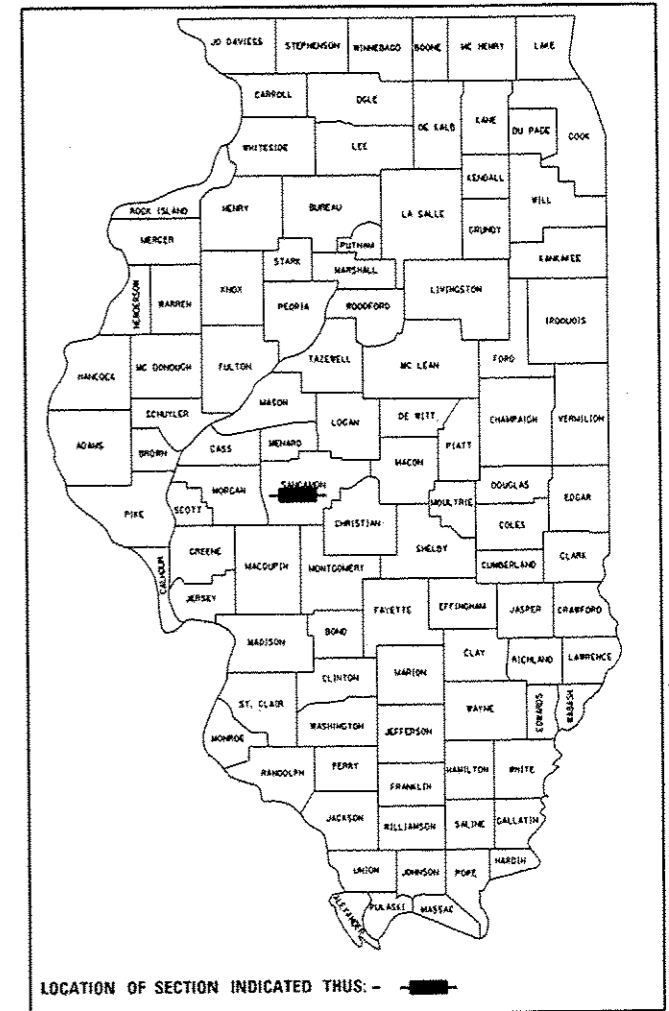 JO DAVIESS STEPHENSON WINNEBAGO BOONE MC HENRY LAKE
CARROLL OGLE DE KALB KANE DU PAGE COOK
WHITESIDE LEE KENDALL WILL
ROCK ISLAND HENRY BUREAU LA SALLE GRUNDY
MERCER STARK PUTNAM KANKAKEE
HENDERSON WARREN KNOX MARSHALL LIVINGSTON
PEORIA WOODFORD IROQUOIS
HANCOCK MC DONOUGH FULTON TAZEWELL MC LEAN FORD
SCHUYLER MASON LOGAN DE WITT CHAMPAIGN VERMILION
ADAMS BROWN CASS MENARD MACON PIATT
PIKE SCOTT MORGAN SANGAMON MOULTRIE DOUGLAS EDGAR
CHRISTIAN COLES
CALHOUN GREENE MACOUPIN MONTGOMERY SHELBY CUMBERLAND CLARK
JERSEY FAYETTE EFFINGHAM JASPER CRAWFORD
MADISON BOND CLAY RICHLAND LAWRENCE
CLINTON MARION
ST. CLAIR WASHINGTON JEFFERSON WAYNE EDWARDS WABASH
MONROE
RANDOLPH PERRY FRANKLIN HAMILTON WHITE
JACKSON WILLIAMSON SALINE GALLATIN
UNION JOHNSON POPE HARDIN
ALEXANDER PULASKI MASSAC
LOCATION OF SECTION INDICATED THUS: -